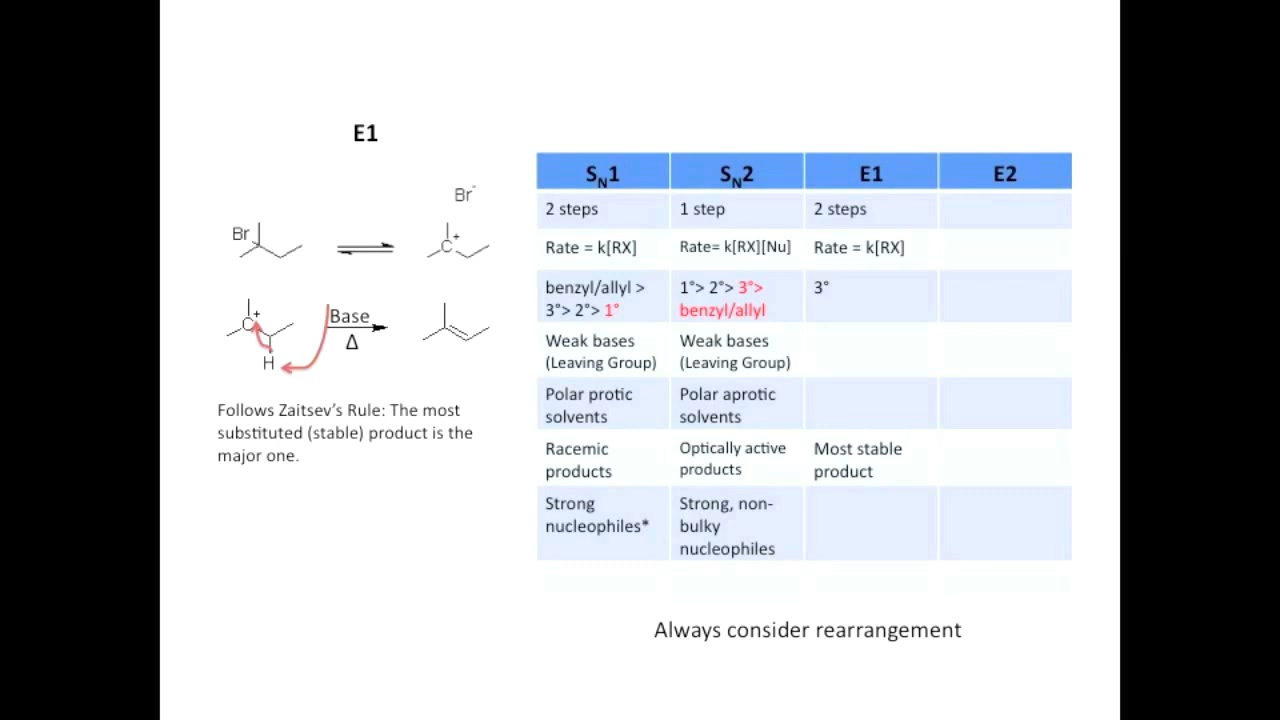 E1
Br-
Br
C+
C+
Base
Δ
H
Follows Zaitsev’s Rule: The most
substituted (stable) product is the
major one.
SN1 SN2 E1 E2
2 steps 1 step 2 steps
Rate = k[RX] Rate= k[RX][Nu] Rate = k[RX]
benzyl/allyl > 1°> 2°> 3°> 3°
3°> 2°> 1° benzyl/allyl
Weak bases Weak bases
(Leaving Group) (Leaving Group)
Polar protic Polar aprotic
solvents solvents
Racemic Optically active Most stable
products products product
Strong Strong, non-
nucleophiles* bulky
nucleophiles
Always consider rearrangement